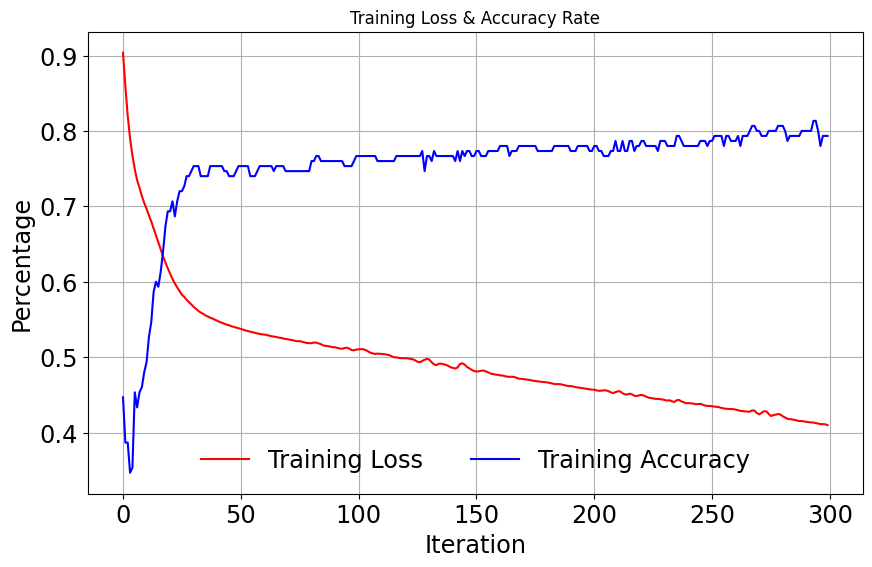 Training Loss & Accuracy Rate
0.9
0.8
0.7
0.6
0.5
0.4
Percentage
Training Loss
Training Accuracy
0 50 100 150 200 250 300
Iteration